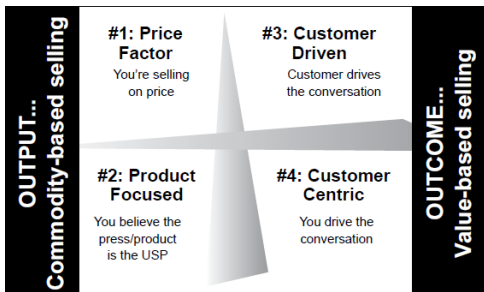 OUTPUT...
Commodity-based selling
#1: Price
Factor
You're selling
on price
#2: Product
Focused
You believe the
press/product
is the USP
#3: Customer
Driven
Customer drives
the conversation
#4: Customer
Centric
You drive the
conversation
OUTCOME...
Value-based selling